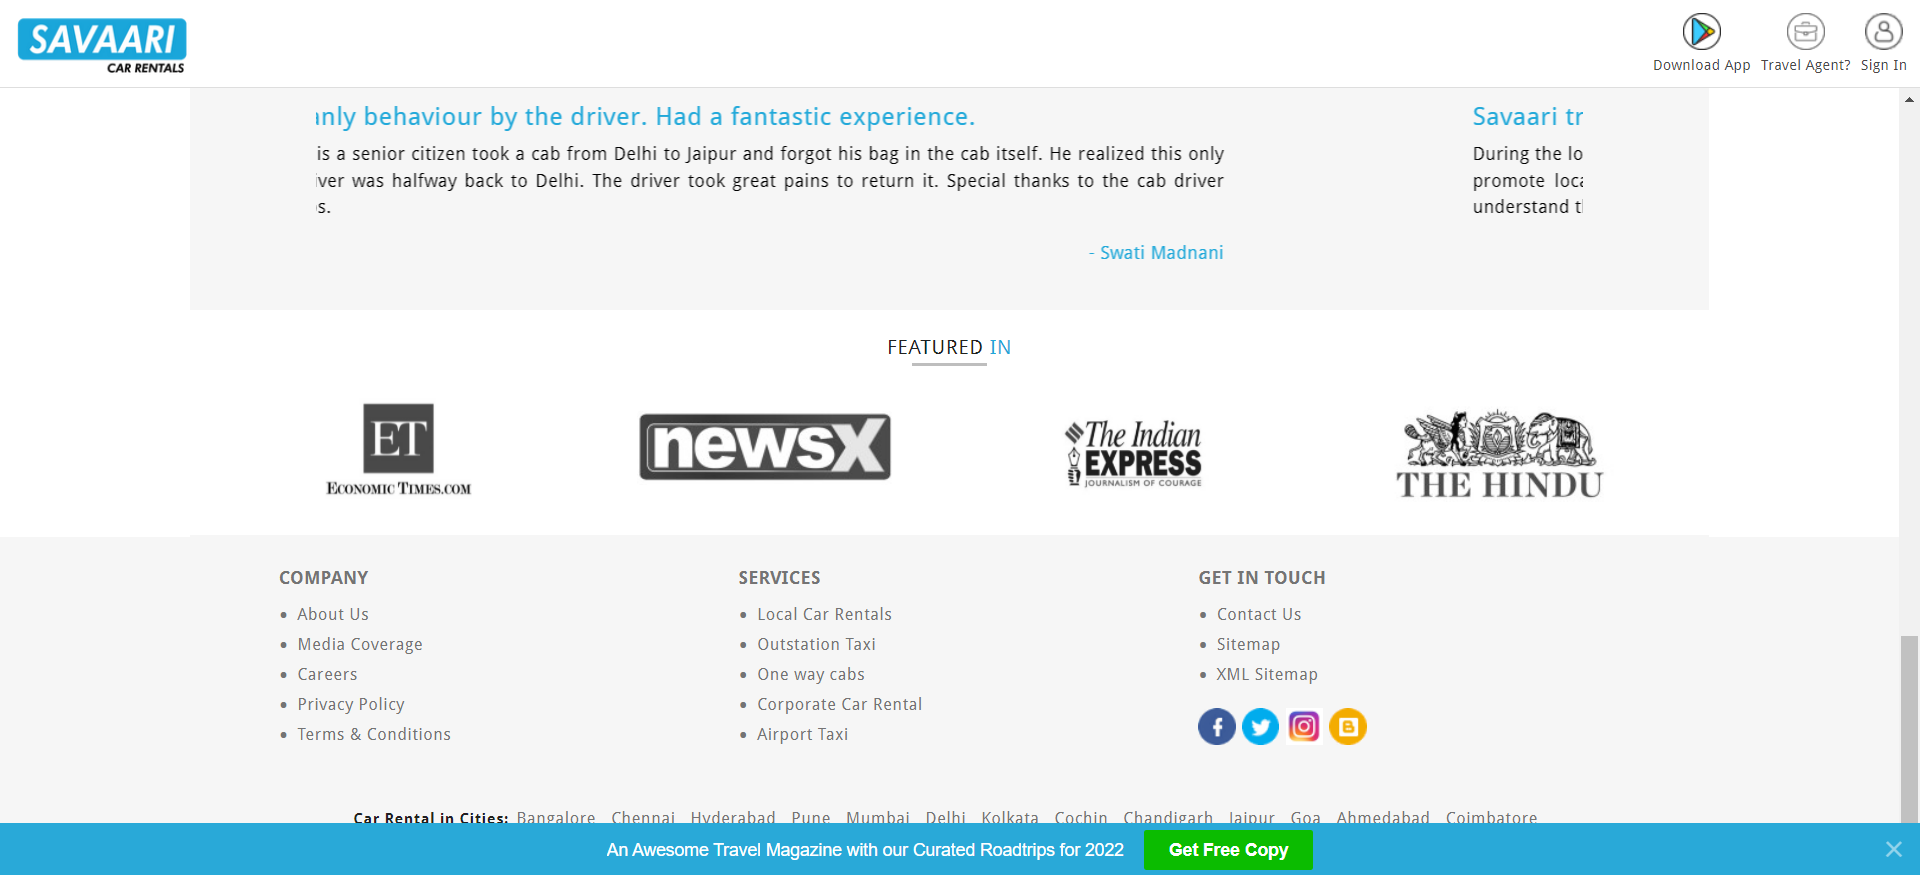 SAVAARI
CAR RENTALS
Download App
Travel Agent?
Sign In
anly behaviour by the driver. Had a fantastic experience.
is a senior citizen took a cab from Delhi to Jaipur and forgot his bag in the cab itself. He realized this only
iver was halfway back to Delhi. The driver took great pains to return it. Special thanks to the cab driver
s.
- Swati Madnani
Savaari tr
During the lo
promote loca
understand t
FEATURED IN
ET
ECONOMIC TIMES.COM
newsX
The Indian
EXPRESS
JOURNALISM OF COURAGE
THE HINDU
COMPANY
• About Us
• Media Coverage
• Careers
• Privacy Policy
• Terms & Conditions
SERVICES
• Local Car Rentals
• Outstation Taxi
• One way cabs
• Corporate Car Rental
• Airport Taxi
GET IN TOUCH
• Contact Us
• Sitemap
• XML Sitemap
Car Rental in Cities: Bangalore Chennai Hyderabad Pune Mumbai Delhi Kolkata Cochin Chandigarh Jaipur Goa Ahmedabad Coimbatore
An Awesome Travel Magazine with our Curated Roadtrips for 2022
Get Free Copy